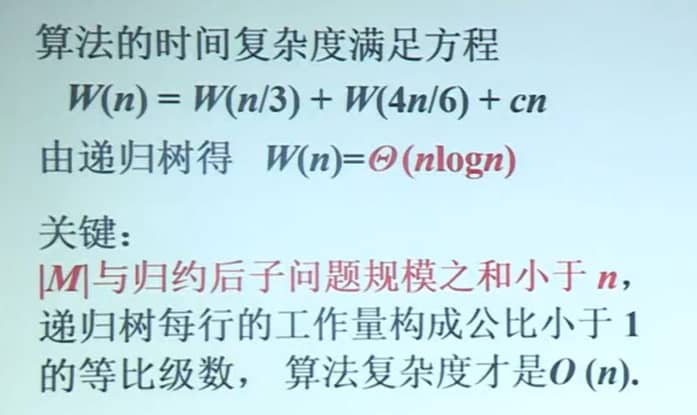 算法的时间复杂度满足方程
W(n) = W(n/3) + W(4n/6) + cn
由递归树得 W(n)=Θ(nlogn)
关键：
|M|与归约后子问题规模之和小于 n，
递归树每行的工作量构成公比小于 1
的等比级数， 算法复杂度才是O (n).